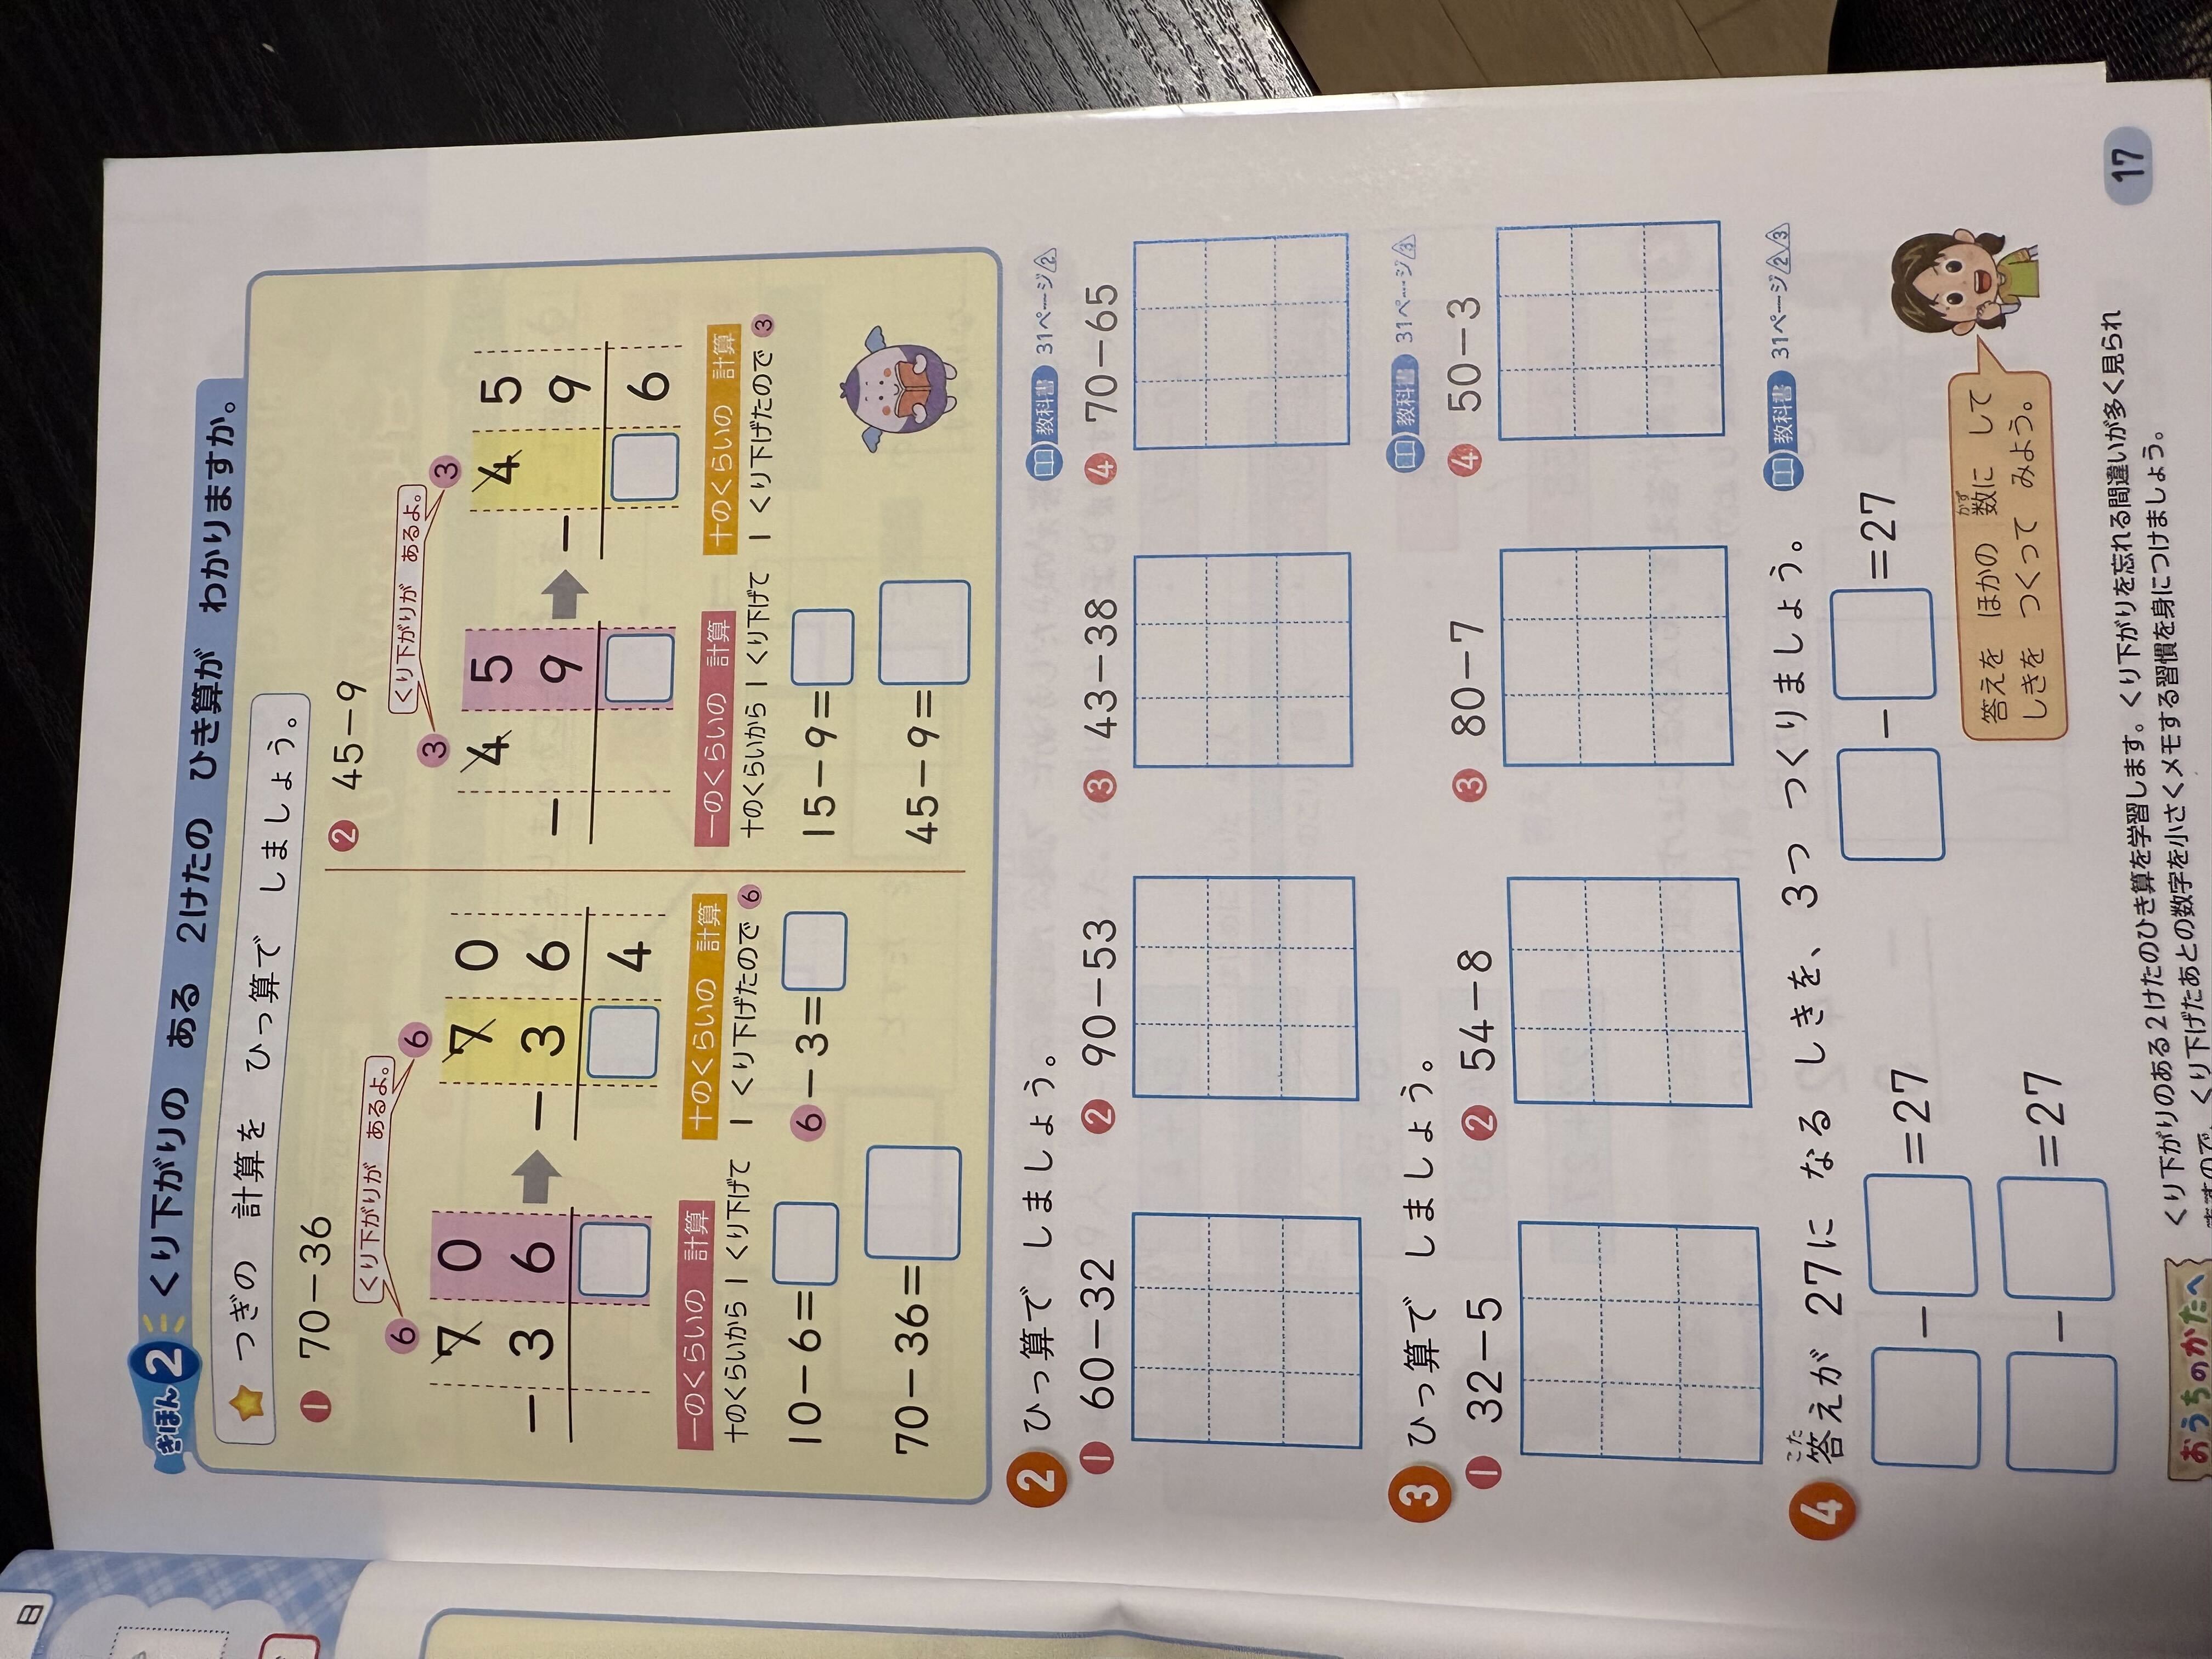 きほん2 くり下がりの ある 2けたの ひき算が わかりますか。
つぎの 計算を ひっ算で しましょう。
1 70−36
くり下がりが あるよ。
6 6
7 0 7 0
− 3 6 − 3 6
4
一のくらいの 計算 十のくらいの 計算
十のくらいから 1 くり下げて 1 くり下げたので 6
10−6= 6−3=
70−36=
2 45−9
くり下がりが あるよ。
3 3
4 5 4 5
− 9 − 9
6
一のくらいの 計算 十のくらいの 計算
十のくらいから 1 くり下げて 1 くり下げたので 3
15−9=
45−9=
2 ひっ算で しましょう。 教科書 31ページ2
1 60−32 2 90−53 3 43−38 4 70−65
3 ひっ算で しましょう。 教科書 31ページ3
1 32−5 2 54−8 3 80−7 4 50−3
こた
4 答えが 27に なる しきを、3つ つくりましょう。 教科書 31ページ2 3
− =27 − =27
− =27
かず
答えを ほかの 数に して
しきを つくって みよう。
おうちのかたへ
くり下がりのある2けたのひき算を学習します。くり下がりを忘れる間違いが多く見られ
くり下げたあとの数字を小さくメモする習慣を身につけましょう。
17
日